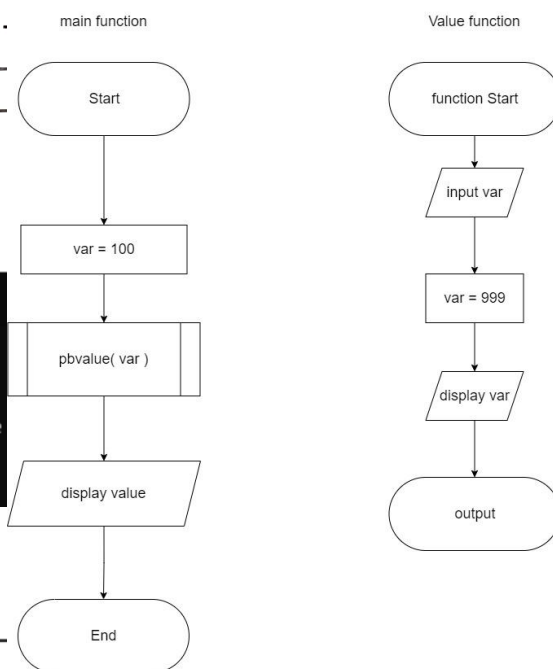 main function
Start
var = 100
pbvalue( var )
display value
End
Value function
function Start
input var
var = 999
display var
output